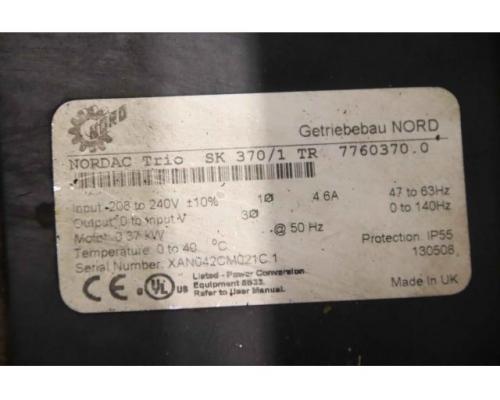 NORD
Getriebebau NORD
NORDAC Trio SK 370/1 TR 7760370.0
Input -208 to 240V ±10% 1Ø 4.6A 47 to 63Hz
Output 0 to Input V 3Ø 0 to 140Hz
Motor 0.37 kW @ 50 Hz
Temperature: 0 to 40 °C Protection: IP55
Serial Number: XAN042CM021C.1 130508
CE UL US
Listed - Power Conversion
Equipment 5B33.
Refer to User Manual.
Made in UK